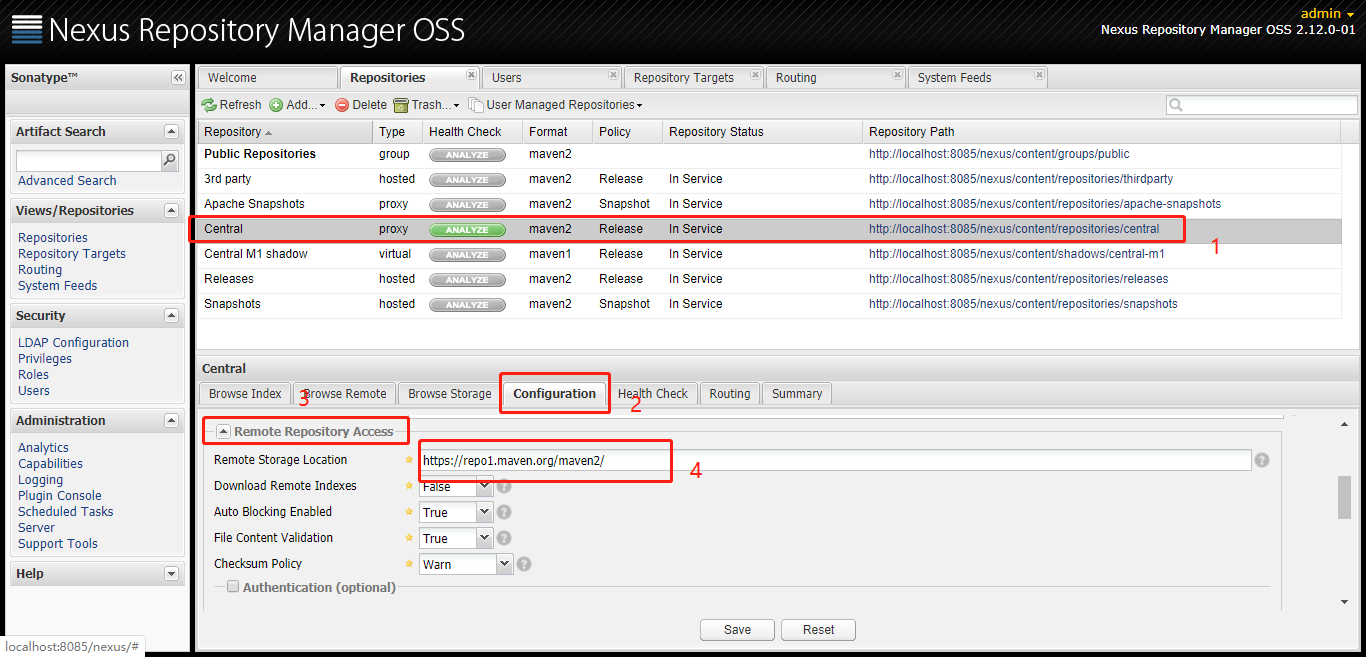 admin
Nexus Repository Manager OSS
Nexus Repository Manager OSS 2.12.0-01
Sonatype™
Welcome Repositories Users Repository Targets Routing System Feeds
Refresh Add... Delete Trash... User Managed Repositories
Artifact Search
Advanced Search
Views/Repositories
Repositories
Repository Targets
Routing
System Feeds
Security
LDAP Configuration
Privileges
Roles
Users
Administration
Analytics
Capabilities
Logging
Plugin Console
Scheduled Tasks
Server
Support Tools
Help
Repository Type Health Check Format Policy Repository Status Repository Path
Public Repositories group ANALYZE maven2 http://localhost:8085/nexus/content/groups/public
3rd party hosted ANALYZE maven2 Release In Service http://localhost:8085/nexus/content/repositories/thirdparty
Apache Snapshots proxy ANALYZE maven2 Snapshot In Service http://localhost:8085/nexus/content/repositories/apache-snapshots
Central proxy ANALYZE maven2 Release In Service http://localhost:8085/nexus/content/repositories/central
1
Central M1 shadow virtual ANALYZE maven1 Release In Service http://localhost:8085/nexus/content/shadows/central-m1
Releases hosted ANALYZE maven2 Release In Service http://localhost:8085/nexus/content/repositories/releases
Snapshots hosted ANALYZE maven2 Snapshot In Service http://localhost:8085/nexus/content/repositories/snapshots
Central
Browse Index Browse Remote Browse Storage Configuration Health Check Routing Summary
3
2
Remote Repository Access
Remote Storage Location https://repo1.maven.org/maven2/
4
Download Remote Indexes False
Auto Blocking Enabled True
File Content Validation True
Checksum Policy Warn
Authentication (optional)
Save Reset
localhost:8085/nexus/#